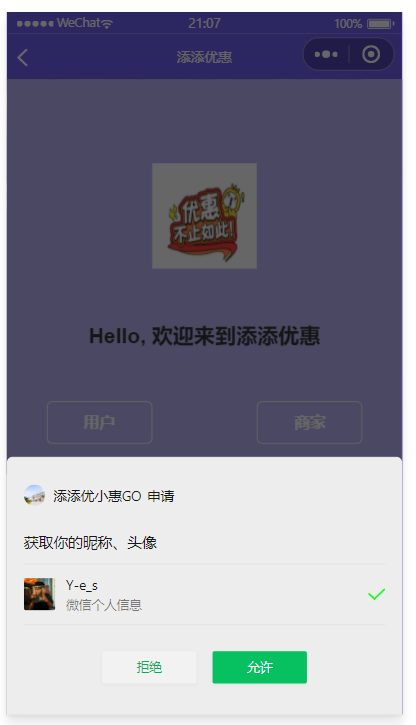 WeChat 21:07 100%
添添优惠
优惠
不止如此!
Hello, 欢迎来到添添优惠
用户 商家
添添优小惠GO 申请
获取你的昵称、头像
Y-e_s
微信个人信息
拒绝 允许